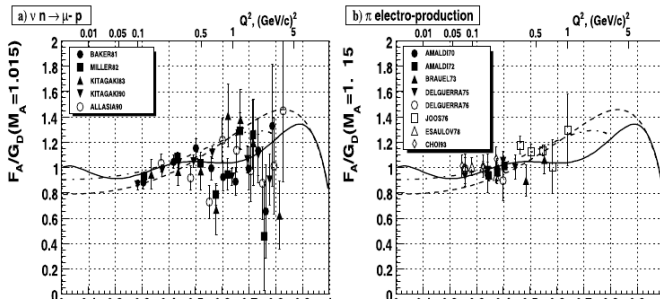 a) ν n → μ- p
Q², (GeV/c)²
0.01 0.1 0.5 1 5
F_A/G_D(M_A=1.015)
2
1.8
1.6
1.4
1.2
1
0.8
0.6
0.4
0.2
0
BAKER81
MILLER82
KITAGAKI83
KITAGAKI90
ALLASIA90
b) π electro-production
Q², (GeV/c)²
0.01 0.1 0.5 1 5
F_A/G_D(M_A=1. 15
2
1.8
1.6
1.4
1.2
1
0.8
0.6
0.4
0.2
0
AMALDI70
AMALDI72
BRAUEL73
DELGUERRA75
DELGUERRA76
JOOS76
ESAULOV78
CHOI93